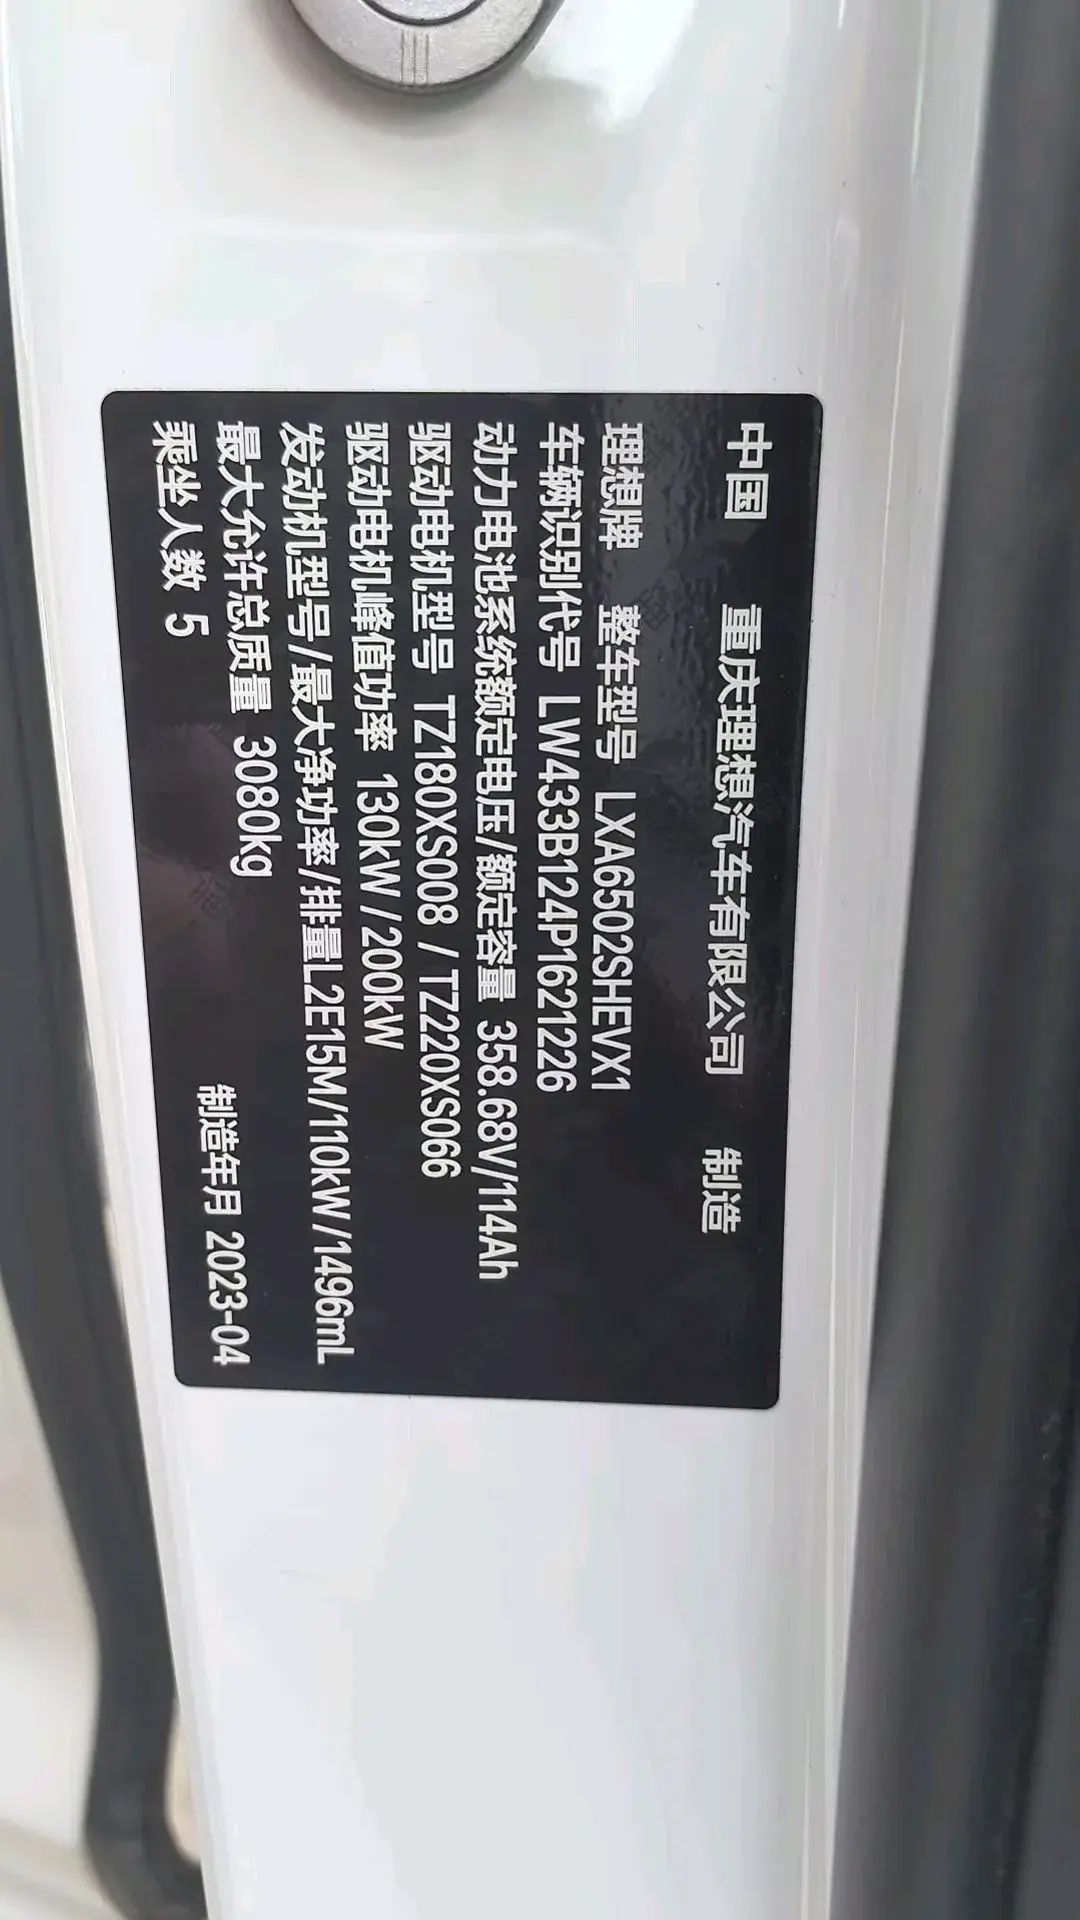 中国 重庆理想汽车有限公司 制造
理想牌 整车型号 LXA6502SHEVX1
车辆识别代号 LW433B124P1621226
动力电池系统额定电压/额定容量 358.68V/114Ah
驱动电机型号 TZ180XS008 / TZ220XS066
驱动电机峰值功率 130kW/200kW
发动机型号/最大净功率/排量L2E15M/110kW/1496mL
最大允许总质量 3080kg
乘坐人数 5
制造年月 2023-04